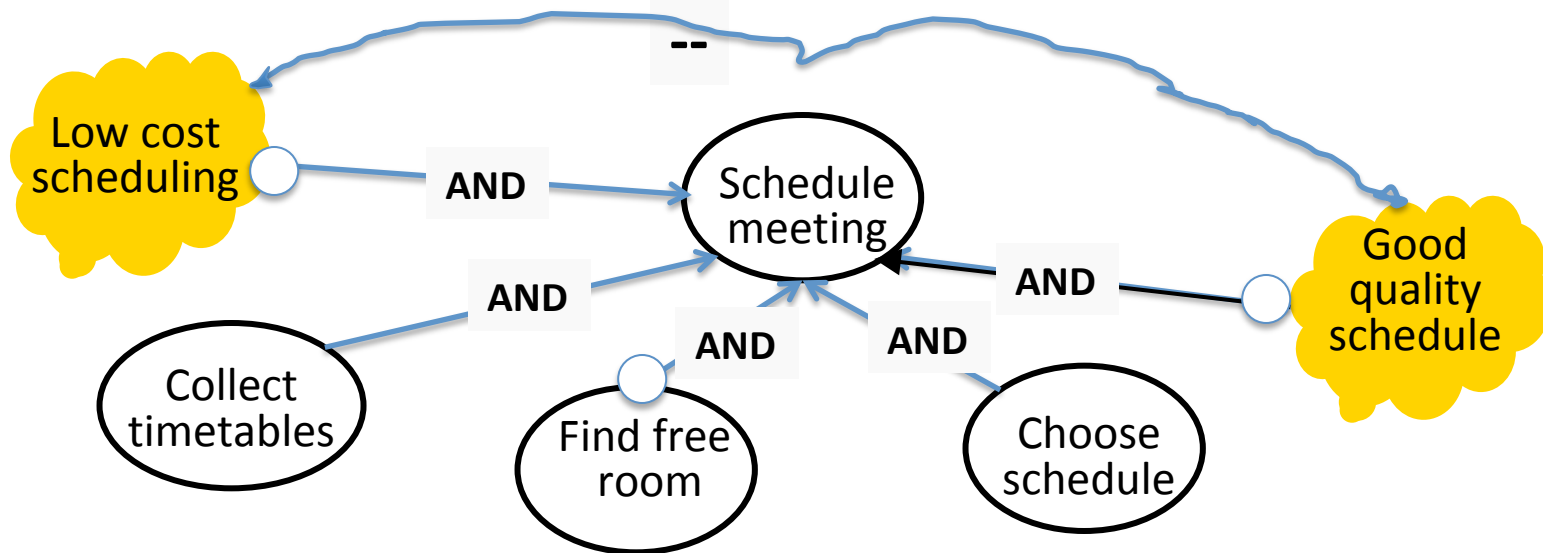 --
Low cost
scheduling
AND
Schedule
meeting
Good
quality
schedule
AND
AND
AND
AND
Collect
timetables
Find free
room
Choose
schedule